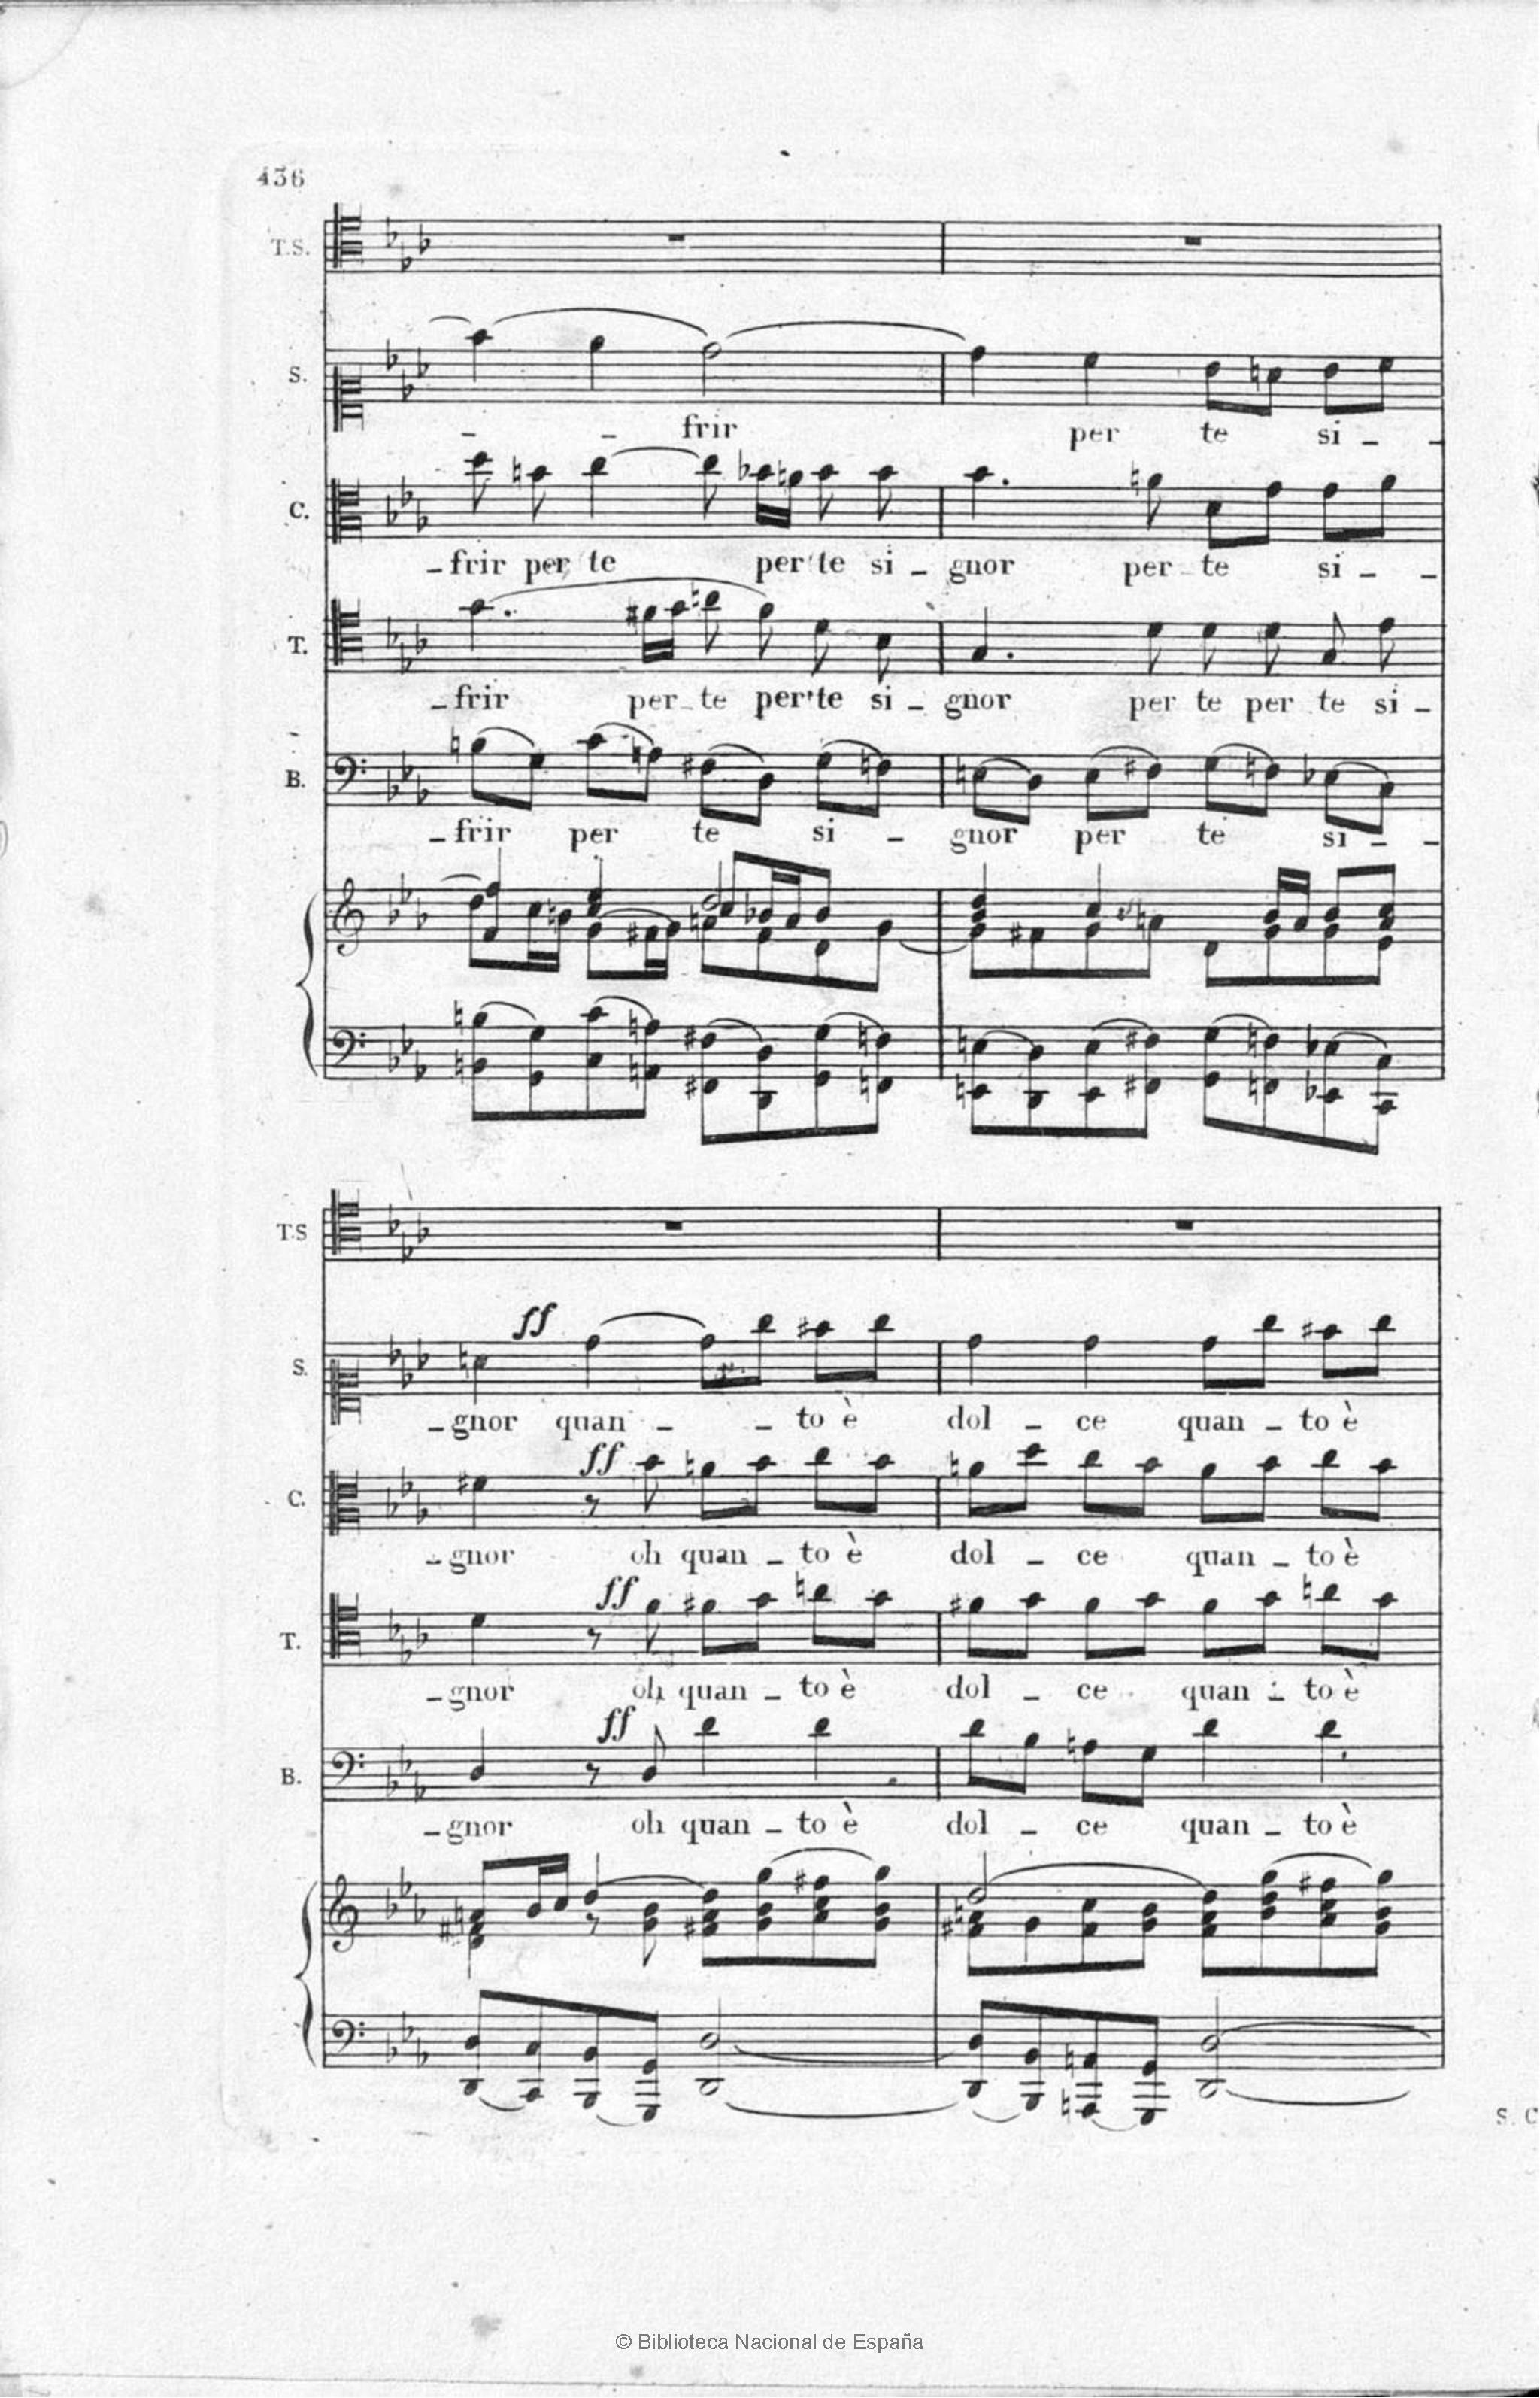 436
T.S.
S.
frir per te si -
C.
- frir per te per te si - gnor per te si - -
T.
- frir per te per te si - gnor per te per te si -
B.
- frir per te si - gnor per te si - -
T.S
S.
ff
- gnor quan - - to è dol - ce quan - to è
C.
ff
- gnor oh quan - to è dol - ce quan - to è
T.
ff
- gnor oh quan - to è dol - ce quan - to è
B.
ff
- gnor oh quan - to è dol - ce quan - to è
S. C
© Biblioteca Nacional de España